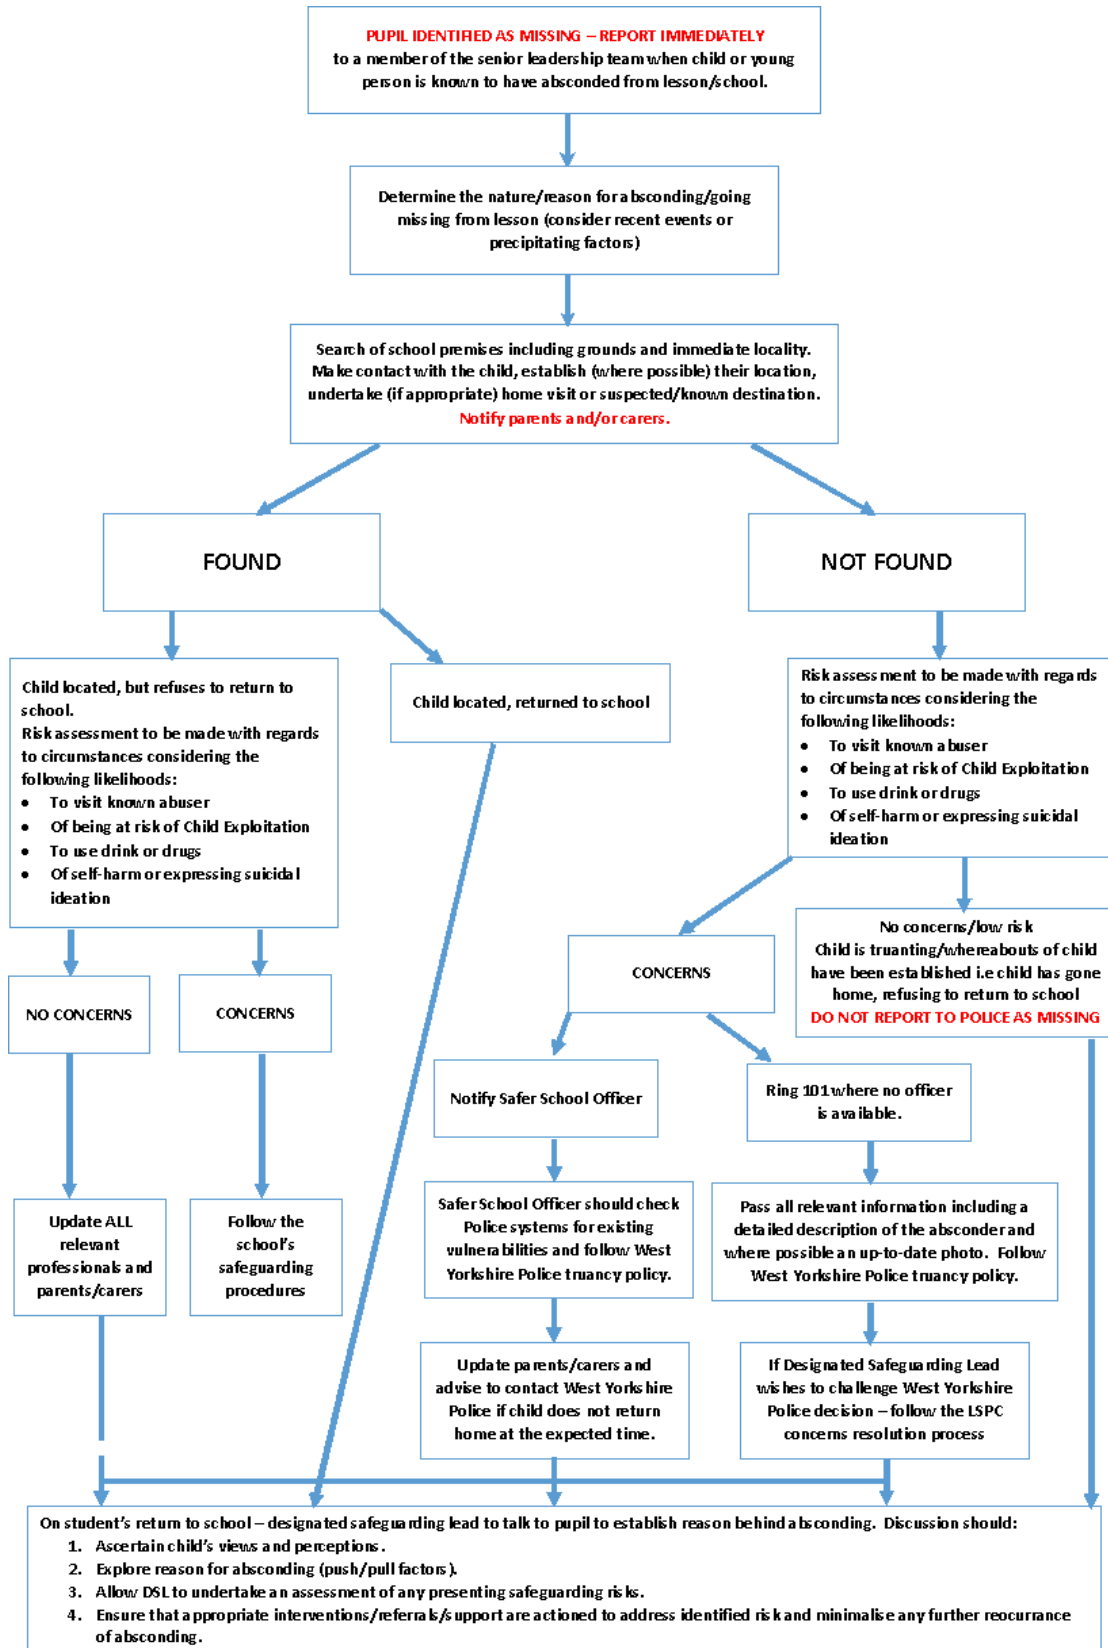 PUPIL IDENTIFIED AS MISSING – REPORT IMMEDIATELY
to a member of the senior leadership team when child or young
person is known to have absconded from lesson/school.
Determine the nature/reason for absconding/going
missing from lesson (consider recent events or
precipitating factors)
Search of school premises including grounds and immediate locality.
Make contact with the child, establish (where possible) their location,
undertake (if appropriate) home visit or suspected/known destination.
Notify parents and/or carers.
FOUND
NOT FOUND
Child located, but refuses to return to
school.
Risk assessment to be made with regards
to circumstances considering the
following likelihoods:
• To visit known abuser
• Of being at risk of Child Exploitation
• To use drink or drugs
• Of self-harm or expressing suicidal
ideation
Child located, returned to school
Risk assessment to be made with regards
to circumstances considering the
following likelihoods:
• To visit known abuser
• Of being at risk of Child Exploitation
• To use drink or drugs
• Of self-harm or expressing suicidal
ideation
NO CONCERNS
CONCERNS
CONCERNS
No concerns/low risk
Child is truanting/whereabouts of child
have been established i.e child has gone
home, refusing to return to school
DO NOT REPORT TO POLICE AS MISSING
Notify Safer School Officer
Ring 101 where no officer
is available.
Update ALL
relevant
professionals and
parents/carers
Follow the
school's
safeguarding
procedures
Safer School Officer should check
Police systems for existing
vulnerabilities and follow West
Yorkshire Police truancy policy.
Pass all relevant information including a
detailed description of the absconder and
where possible an up-to-date photo. Follow
West Yorkshire Police truancy policy.
Update parents/carers and
advise to contact West Yorkshire
Police if child does not return
home at the expected time.
If Designated Safeguarding Lead
wishes to challenge West Yorkshire
Police decision – follow the LSPC
concerns resolution process
On student's return to school – designated safeguarding lead to talk to pupil to establish reason behind absconding. Discussion should:
1. Ascertain child's views and perceptions.
2. Explore reason for absconding (push/pull factors).
3. Allow DSL to undertake an assessment of any presenting safeguarding risks.
4. Ensure that appropriate interventions/referrals/support are actioned to address identified risk and minimalise any further reocurrance
of absconding.